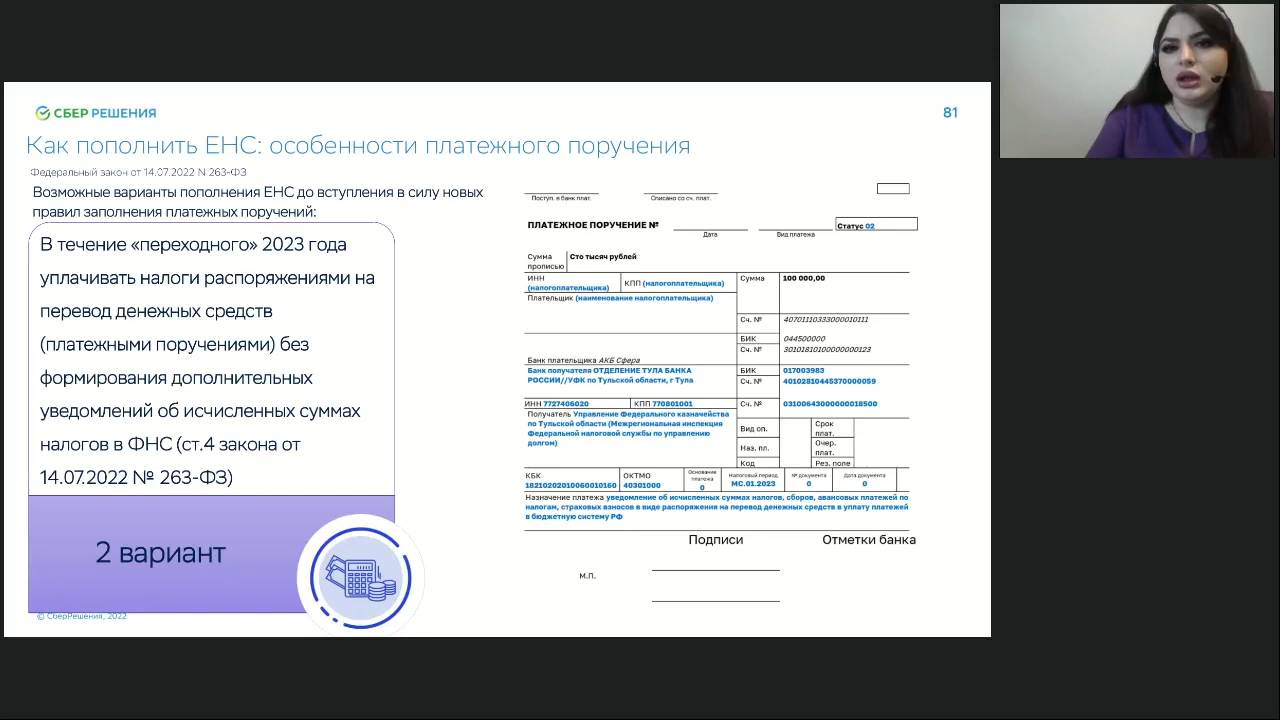 СБЕР РЕШЕНИЯ
81
Как пополнить ЕНС: особенности платежного поручения
Федеральный закон от 14.07.2022 N 263-ФЗ
Возможные варианты пополнения ЕНС до вступления в силу новых
правил заполнения платежных поручений:
В течение «переходного» 2023 года
уплачивать налоги распоряжениями на
перевод денежных средств
(платежными поручениями) без
формирования дополнительных
уведомлений об исчисленных суммах
налогов в ФНС (ст.4 закона от
14.07.2022 № 263-ФЗ)
2 вариант
© СберРешения, 2022
Поступ. в банк плат.
Списано со сч. плат.
ПЛАТЕЖНОЕ ПОРУЧЕНИЕ №
Дата
Вид платежа
Статус 02
Сумма
прописью
Сто тысяч рублей
ИНН
(налогоплательщика)
КПП (налогоплательщика)
Сумма
100 000,00
Плательщик (наименование налогоплательщика)
Сч. №
40701110333000010111
БИК
044500000
Сч. №
30101810100000000123
Банк плательщика АКБ Сфера
Банк получателя ОТДЕЛЕНИЕ ТУЛА БАНКА
РОССИИ//УФК по Тульской области, г Тула
БИК
017003983
Сч. №
40102810445370000059
ИНН 7727406020
КПП 770801001
Сч. №
03100643000000018500
Получатель Управление Федерального казначейства
по Тульской области (Межрегиональная инспекция
Федеральной налоговой службы по управлению
долгом)
Вид оп.
Срок
плат.
Наз. пл.
Очер.
плат.
Код
Рез. поле
КБК
18210202010060010160
ОКТМО
40301000
Основание
платежа
0
Налоговый период
МС.01.2023
№ документа
0
Дата документа
0
Назначение платежа уведомление об исчисленных суммах налогов, сборов, авансовых платежей по
налогам, страховых взносов в виде распоряжения на перевод денежных средств в уплату платежей
в бюджетную систему РФ
Подписи
Отметки банка
М.П.